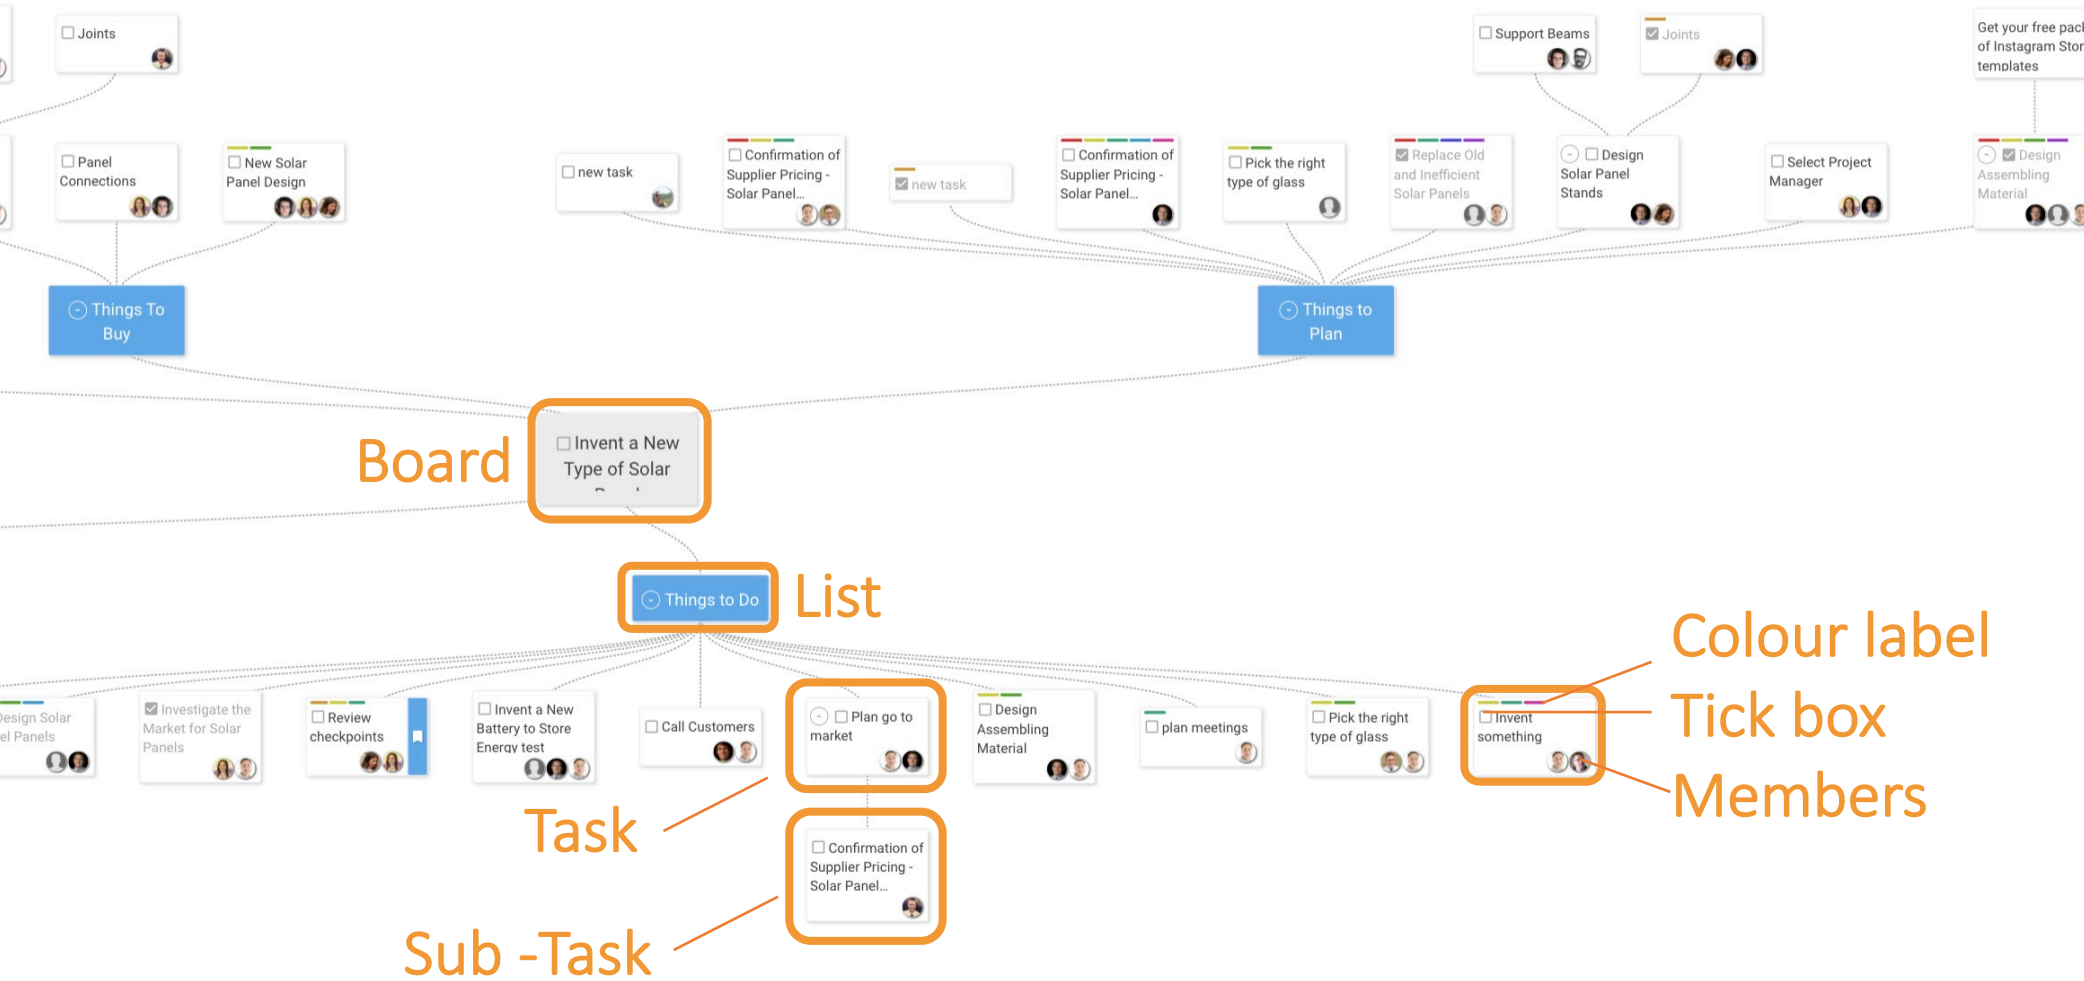 Joints
Support Beams
Joints
Get your free pack
of Instagram Stor
templates
Panel
Connections
New Solar
Panel Design
new task
Confirmation of
Supplier Pricing -
Solar Panel...
new task
Confirmation of
Supplier Pricing -
Solar Panel...
Pick the right
type of glass
Replace Old
and Inefficient
Solar Panels
Design
Solar Panel
Stands
Select Project
Manager
Design
Assembling
Material
Things To
Buy
Things to
Plan
Board
Invent a New
Type of Solar
Things to Do
List
Colour label
Tick box
Members
Design Solar
el Panels
Investigate the
Market for Solar
Panels
Review
checkpoints
Invent a New
Battery to Store
Energy test
Call Customers
Plan go to
market
Design
Assembling
Material
plan meetings
Pick the right
type of glass
Invent
something
Task
Confirmation of
Supplier Pricing -
Solar Panel...
Sub -Task